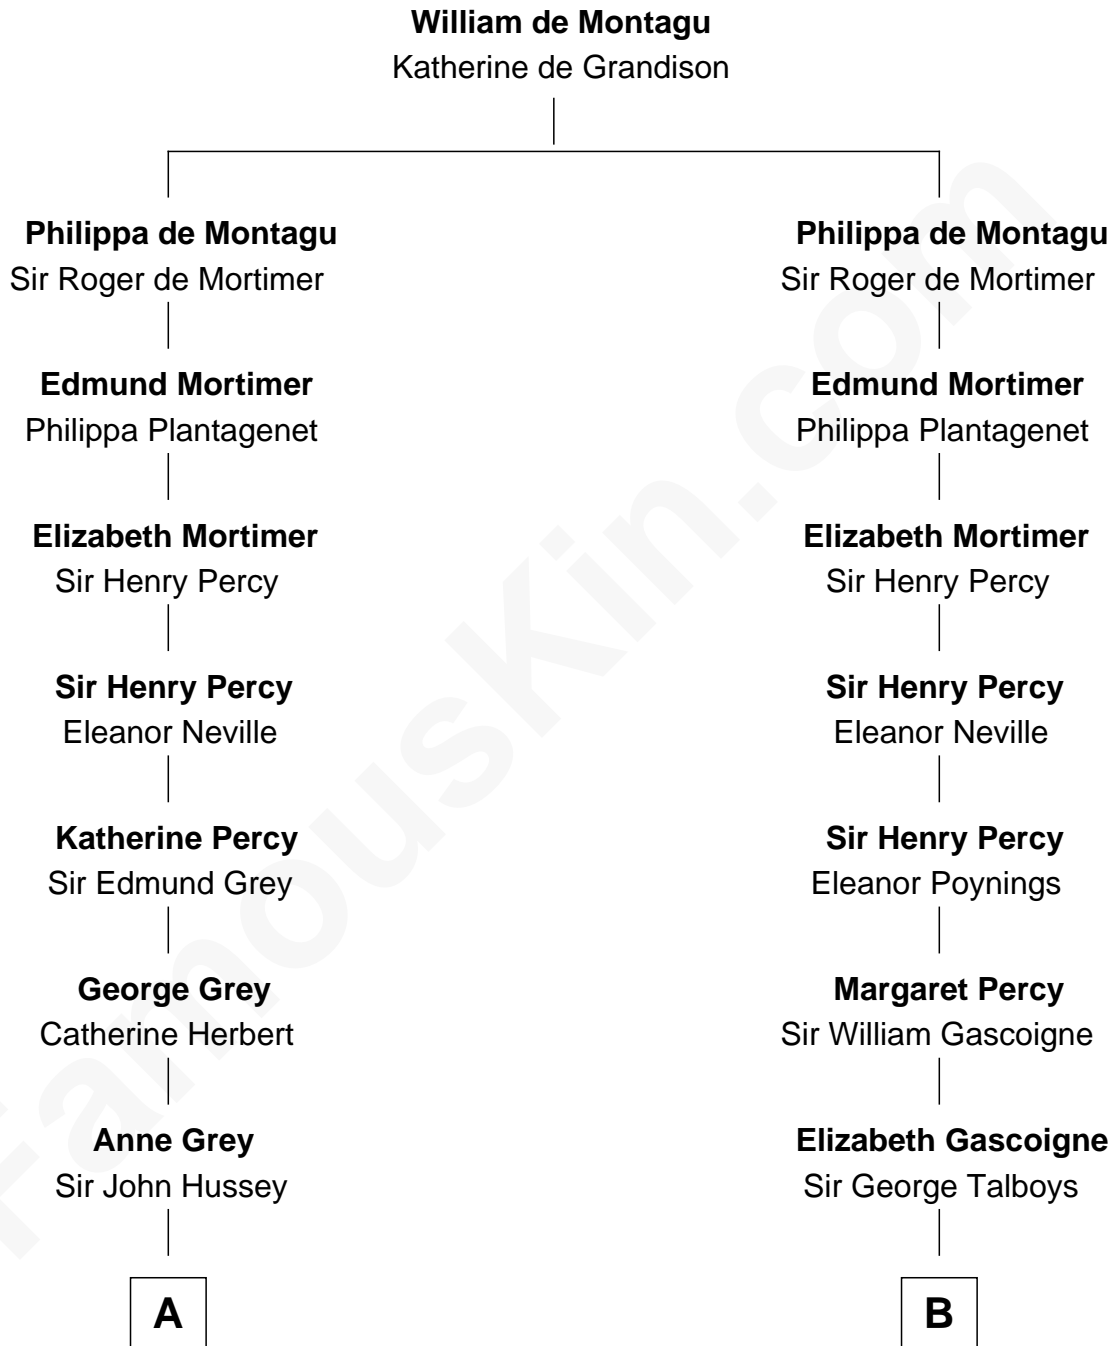 William de Montagu
Katherine de Grandison
Philippa de Montagu
Sir Roger de Mortimer
Edmund Mortimer
Philippa Plantagenet
Elizabeth Mortimer
Sir Henry Percy
Sir Henry Percy
Eleanor Neville
Katherine Percy
Sir Edmund Grey
George Grey
Catherine Herbert
Anne Grey
Sir John Hussey
A
Philippa de Montagu
Sir Roger de Mortimer
Edmund Mortimer
Philippa Plantagenet
Elizabeth Mortimer
Sir Henry Percy
Sir Henry Percy
Eleanor Neville
Sir Henry Percy
Eleanor Poynings
Margaret Percy
Sir William Gascoigne
Elizabeth Gascoigne
Sir George Talboys
B
FamousKin.com